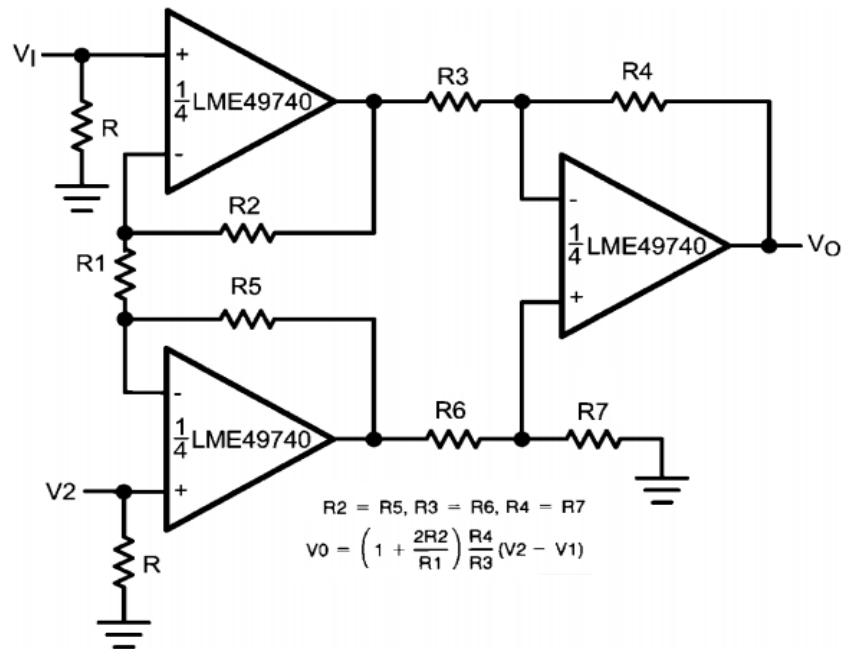 VI
+
1/4 LME49740
-
R
R2
R1
R5
-
1/4 LME49740
+
V2
R
R3
R4
-
1/4 LME49740
+
VO
R6
R7
R2 = R5, R3 = R6, R4 = R7
V0 = (1 + 2R2/R1) R4/R3 (V2 − V1)